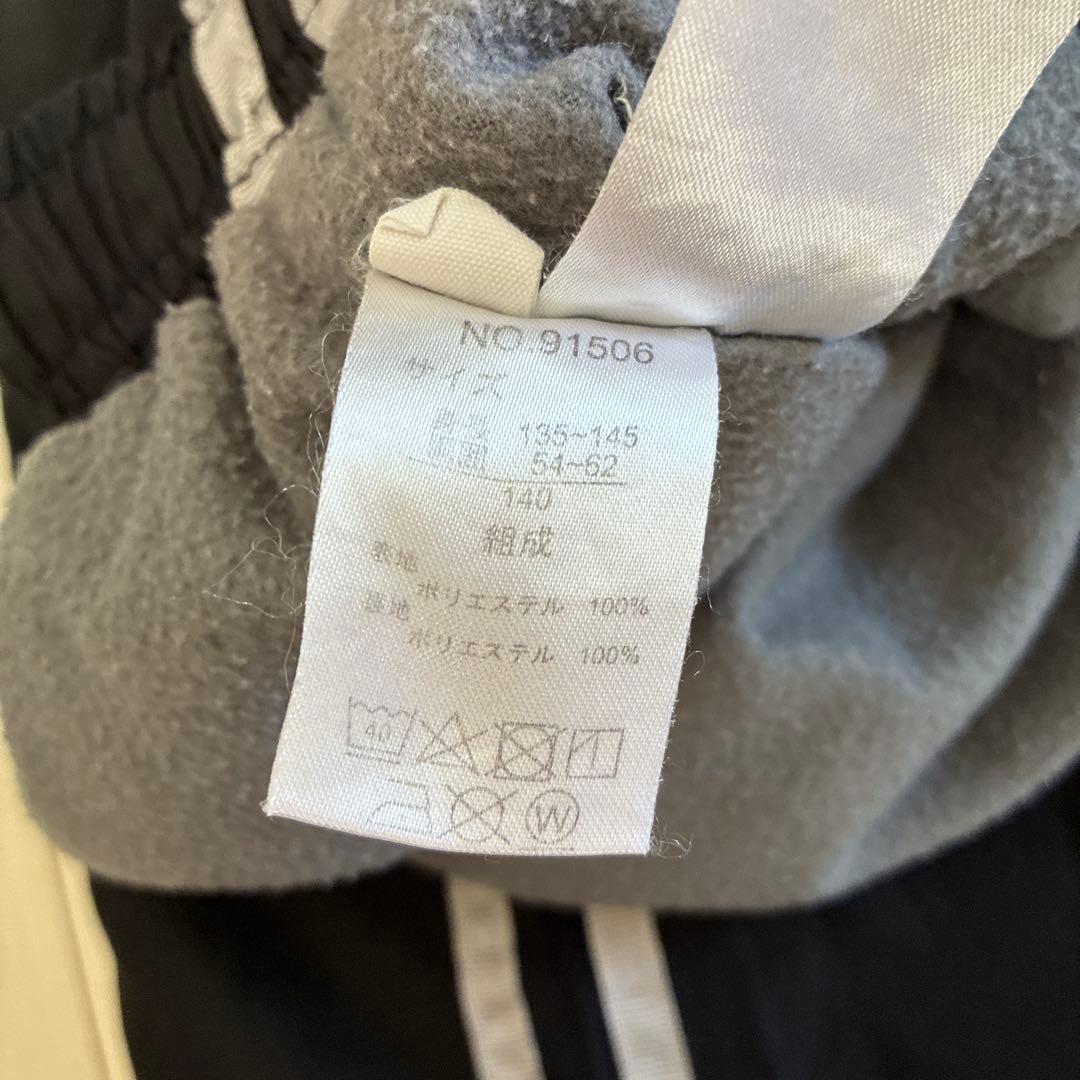 NO.91506
サイズ
身長 135~145
胴囲 54~62
140
組成
表地
ポリエステル 100%
裏地
ポリエステル 100%
40
W